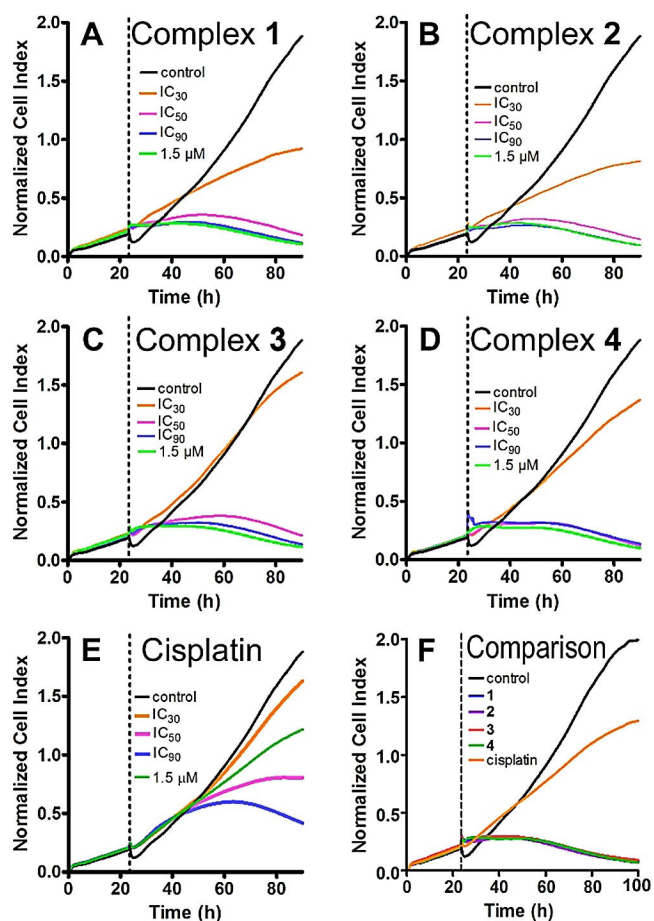 A Complex 1
Normalized Cell Index
2.0
1.5
1.0
0.5
0.0
control
IC30
IC50
IC90
1.5 μM
0 20 40 60 80
Time (h)
B Complex 2
Normalized Cell Index
2.0
1.5
1.0
0.5
0.0
control
IC30
IC50
IC90
1.5 μM
0 20 40 60 80
Time (h)
C Complex 3
Normalized Cell Index
2.0
1.5
1.0
0.5
0.0
control
IC30
IC50
IC90
1.5 μM
0 20 40 60 80
Time (h)
D Complex 4
Normalized Cell Index
2.0
1.5
1.0
0.5
0.0
control
IC30
IC50
IC90
1.5 μM
0 20 40 60 80
Time (h)
E Cisplatin
Normalized Cell Index
2.0
1.5
1.0
0.5
0.0
control
IC30
IC50
IC90
1.5 μM
0 20 40 60 80
Time (h)
F Comparison
Normalized Cell Index
2.0
1.5
1.0
0.5
0.0
control
1
2
3
4
cisplatin
0 20 40 60 80 100
Time (h)